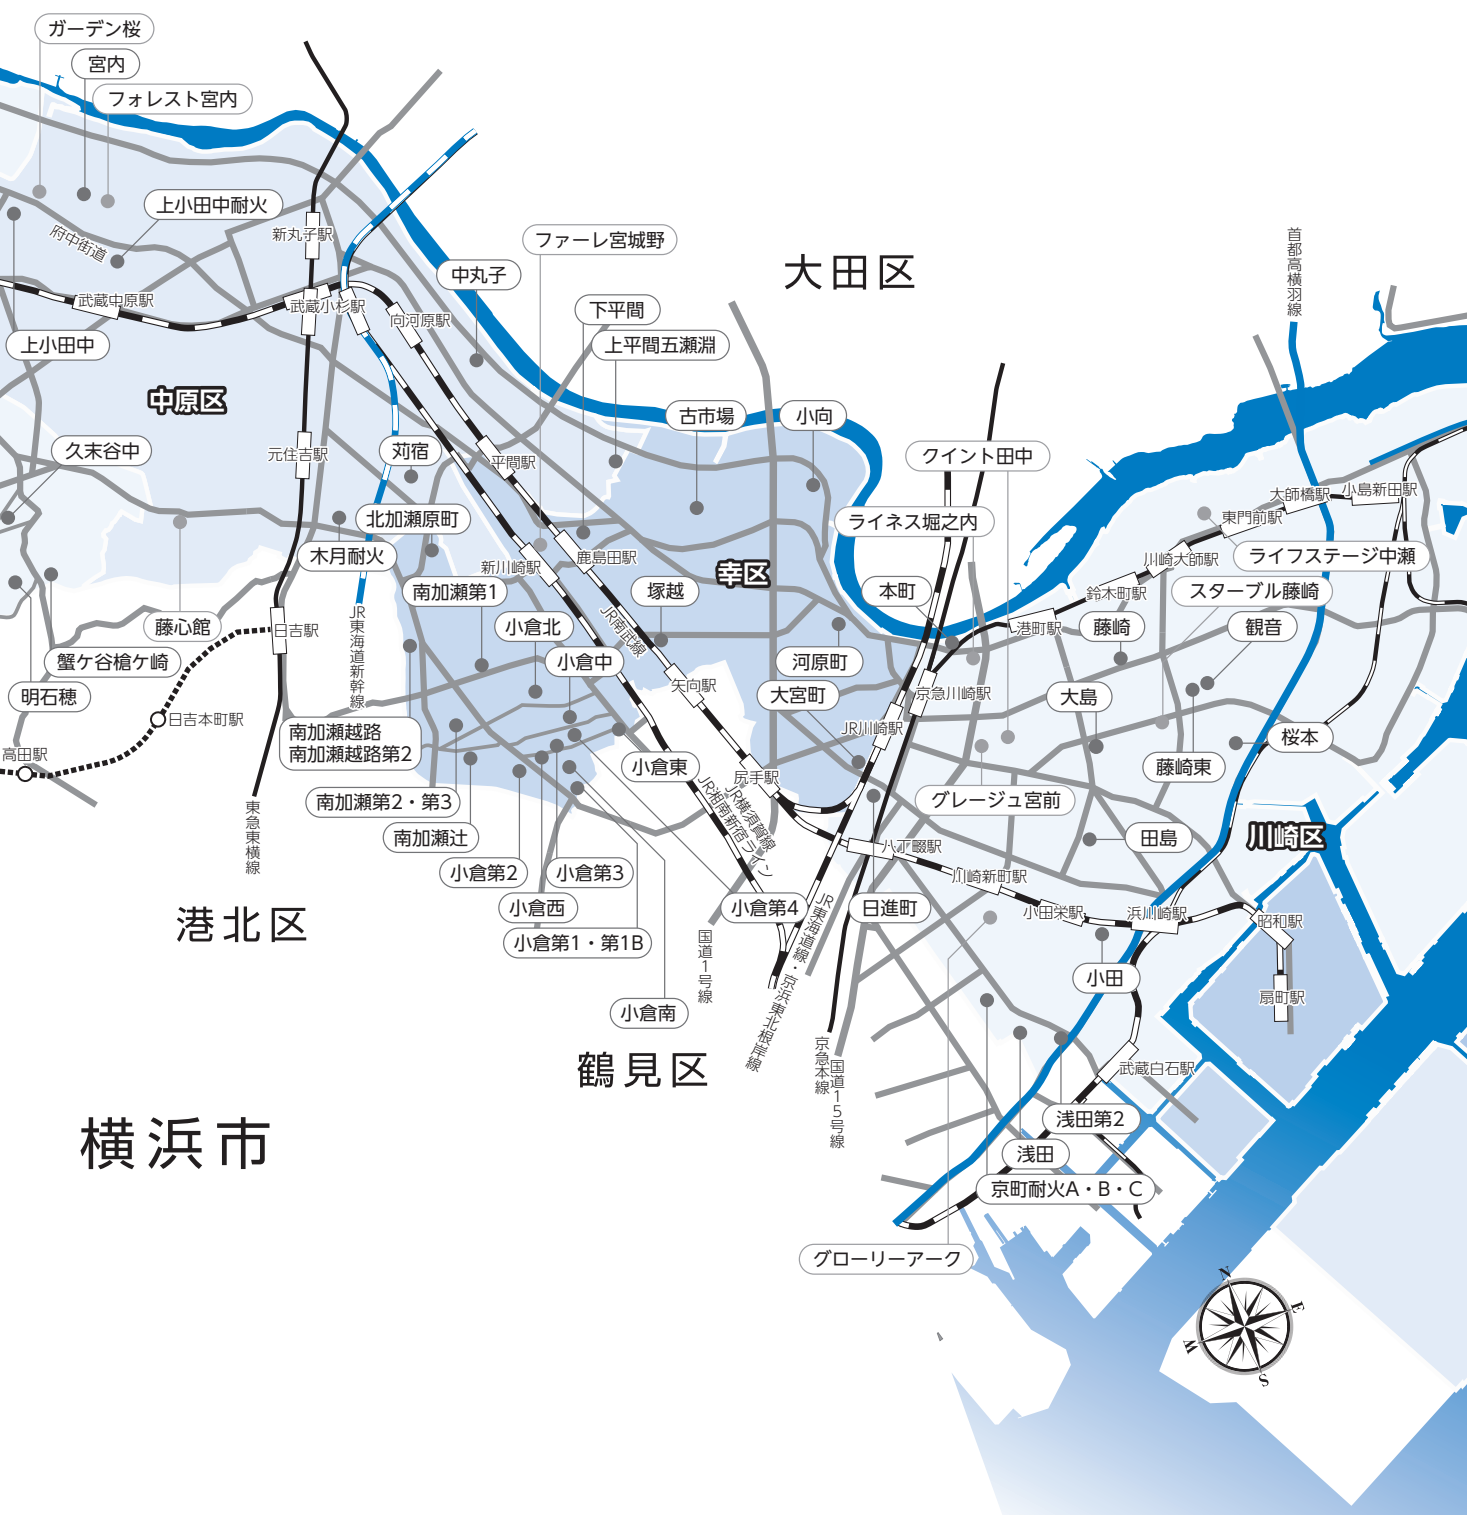 ガーデン桜
宮内
フォレスト宮内
上小田中耐火
新丸子駅
府中街道
首都高横羽線
ファーレ宮城野
大田区
中丸子
武蔵中原駅
武蔵小杉駅
下平間
向河原駅
上小田中
上平間五瀬淵
中原区
古市場
小向
久末谷中
元住吉駅
苅宿
クイント田中
平間駅
大師橋駅
小島新田駅
北加瀬原町
ライネス堀之内
東門前駅
木月耐火
新川崎駅
鹿島田駅
幸区
川崎大師駅
ライフステージ中瀬
南加瀬第1
塚越
本町
鈴木町駅
スターブル藤崎
藤心館
日吉駅
JR東海道新幹線
小倉北
JR南武線
港町駅
藤崎
観音
蟹ケ谷槍ケ崎
小倉中
河原町
明石穂
矢向駅
大宮町
京急川崎駅
大島
日吉本町駅
南加瀬越路
南加瀬越路第2
JR川崎駅
桜本
高田駅
小倉東
尻手駅
藤崎東
南加瀬第2・第3
JR横須賀線
JR湘南新宿ライン
グレージュ宮前
東急東横線
南加瀬辻
八丁畷駅
田島
川崎区
小倉第2
小倉第3
川崎新町駅
小倉西
小倉第4
日進町
小田栄駅
浜川崎駅
昭和駅
港北区
小倉第1・第1B
国道1号線
JR東海道線・京浜東北根岸線
小田
扇町駅
小倉南
鶴見区
京急本線
国道15号線
武蔵白石駅
浅田第2
横浜市
浅田
京町耐火A・B・C
グローリーアーク
N
E
W
S